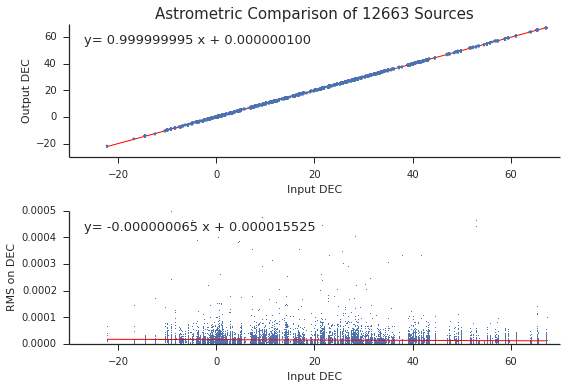 Astrometric Comparison of 12663 Sources
y= 0.999999995 x + 0.000000100
Output DEC
60
40
20
0
−20
−20 0 20 40 60
Input DEC
y= -0.000000065 x + 0.000015525
RMS on DEC
0.0005
0.0004
0.0003
0.0002
0.0001
0.0000
−20 0 20 40 60
Input DEC